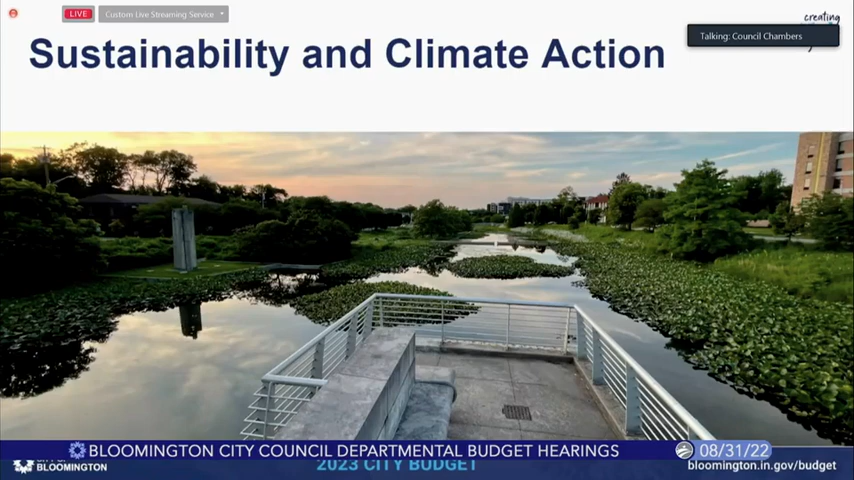 LIVE
Custom Live Streaming Service
creating
Talking: Council Chambers
Sustainability and Climate Action
BLOOMINGTON CITY COUNCIL DEPARTMENTAL BUDGET HEARINGS
08/31/22
BLOOMINGTON
2023 CITY BUDGET
bloomington.in.gov/budget